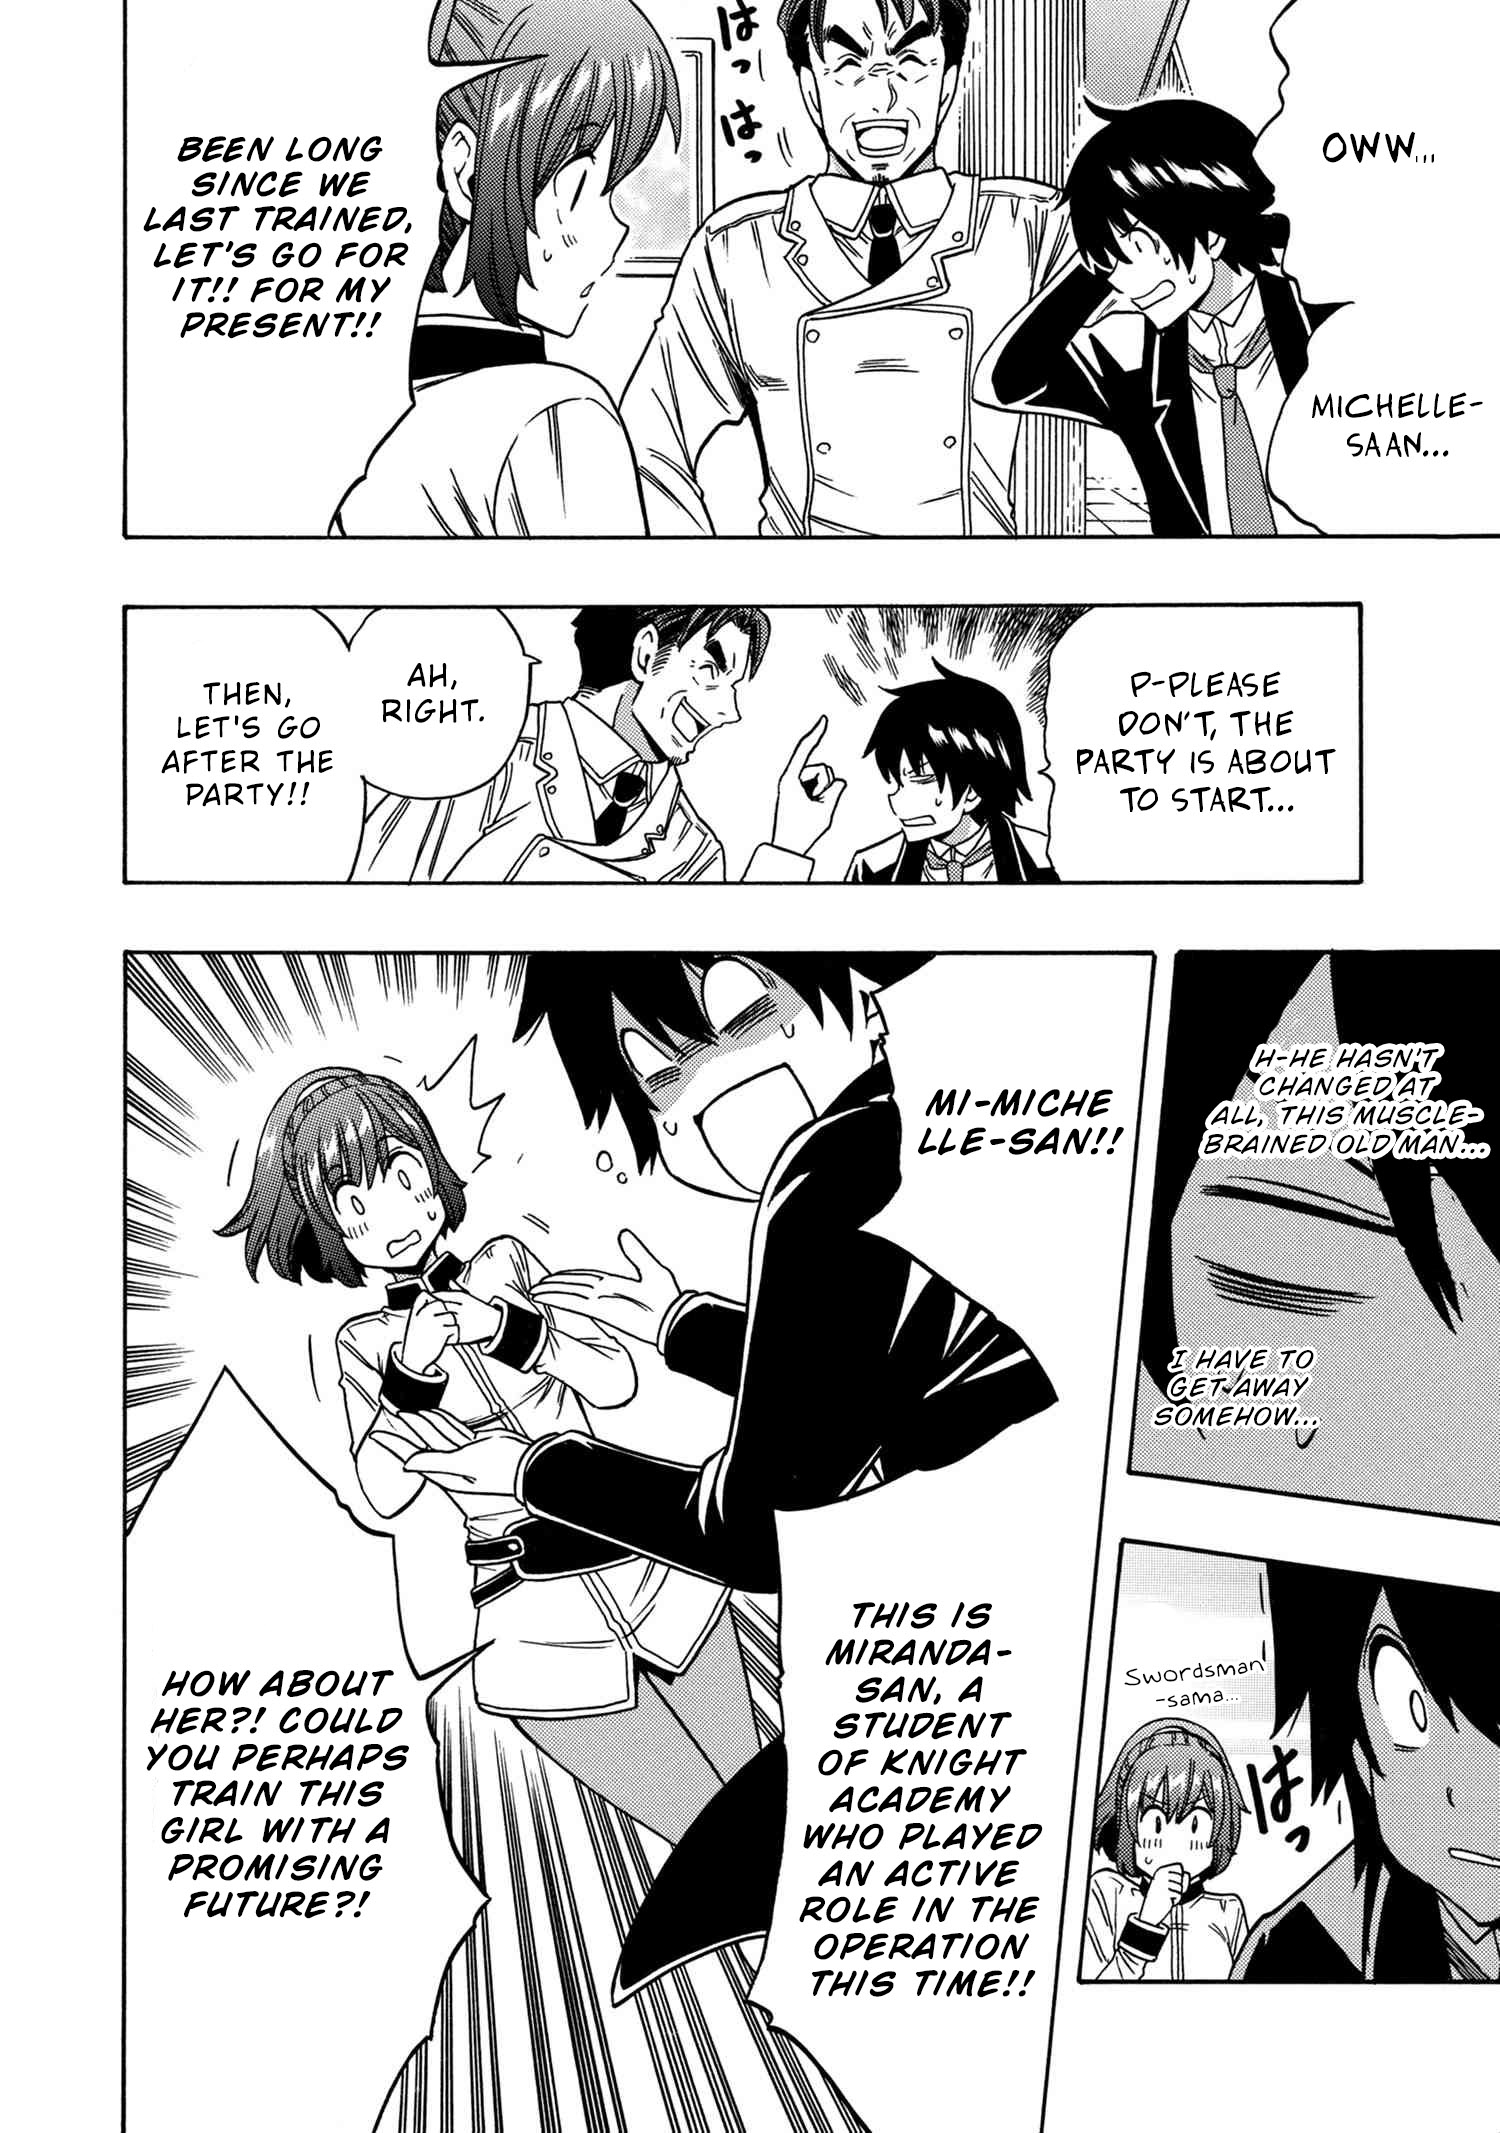 OWW...
MICHELLE-
SAAN...
はっはっ
BEEN LONG
SINCE WE
LAST TRAINED,
LET'S GO FOR
IT!! FOR MY
PRESENT!!
P-PLEASE
DON'T, THE
PARTY IS ABOUT
TO START...
AH,
RIGHT.
THEN,
LET'S GO
AFTER THE
PARTY!!
H-HE HASN'T
CHANGED AT
ALL, THIS MUSCLE-
BRAINED OLD MAN...
I HAVE TO
GET AWAY
SOMEHOW...
Swordsman
-sama...
はっ
MI-MICHE
LLE-SAN!!
THIS IS
MIRANDA-
SAN, A
STUDENT
OF KNIGHT
ACADEMY
WHO PLAYED
AN ACTIVE
ROLE IN THE
OPERATION
THIS TIME!!
HOW ABOUT
HER?! COULD
YOU PERHAPS
TRAIN THIS
GIRL WITH A
PROMISING
FUTURE?!